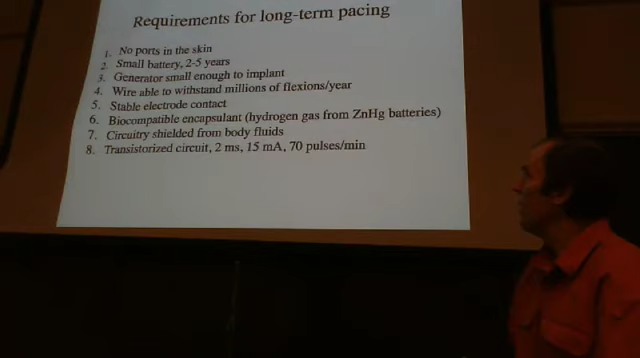 Requirements for long-term pacing
1. No ports in the skin
2. Small battery, 2-5 years
3. Generator small enough to implant
4. Wire able to withstand millions of flexions/year
5. Stable electrode contact
6. Biocompatible encapsulant (hydrogen gas from ZnHg batteries)
7. Circuitry shielded from body fluids
8. Transistorized circuit, 2 ms, 15 mA, 70 pulses/min